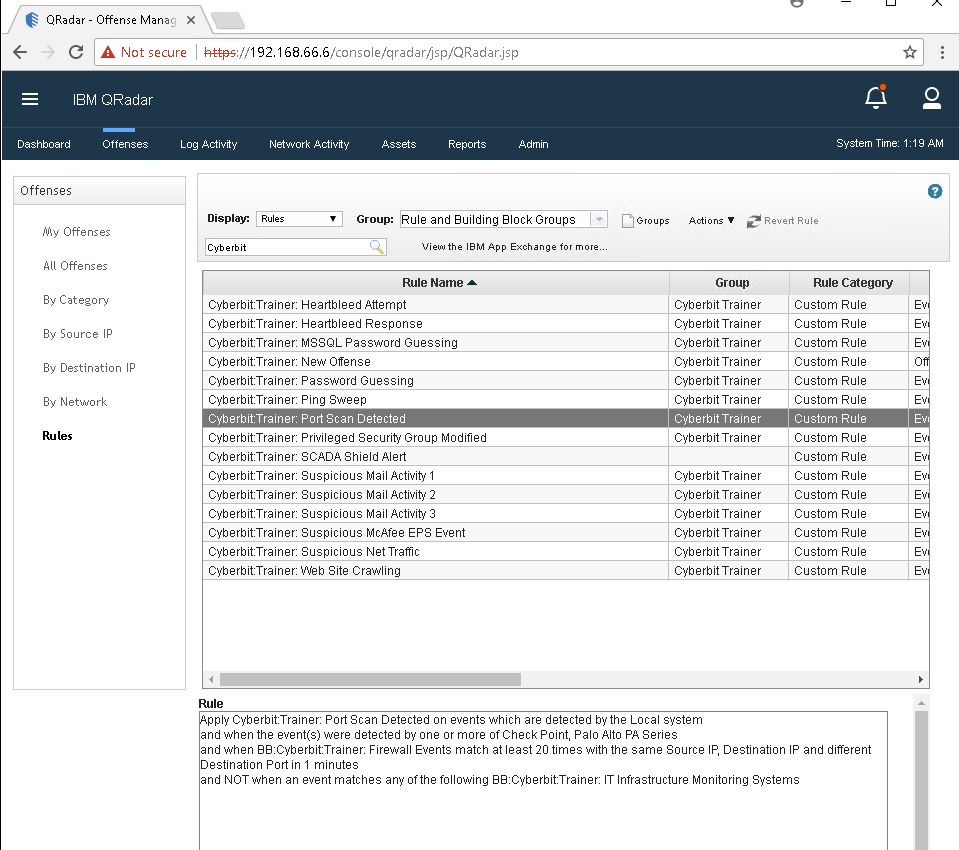 QRadar - Offense Manag
Not secure https://192.168.66.6/console/qradar/jsp/QRadar.jsp
IBM QRadar
Dashboard Offenses Log Activity Network Activity Assets Reports Admin System Time: 1:19 AM
Offenses
My Offenses
All Offenses
By Category
By Source IP
By Destination IP
By Network
Rules
Display: Rules Group: Rule and Building Block Groups Groups Actions Revert Rule
Cyberbit View the IBM App Exchange for more...
Rule Name Group Rule Category
Cyberbit:Trainer: Heartbleed Attempt Cyberbit Trainer Custom Rule Eve
Cyberbit:Trainer: Heartbleed Response Cyberbit Trainer Custom Rule Eve
Cyberbit:Trainer: MSSQL Password Guessing Cyberbit Trainer Custom Rule Eve
Cyberbit:Trainer: New Offense Cyberbit Trainer Custom Rule Off
Cyberbit:Trainer: Password Guessing Cyberbit Trainer Custom Rule Eve
Cyberbit:Trainer: Ping Sweep Cyberbit Trainer Custom Rule Eve
Cyberbit:Trainer: Port Scan Detected Cyberbit Trainer Custom Rule Eve
Cyberbit:Trainer: Privileged Security Group Modified Cyberbit Trainer Custom Rule Eve
Cyberbit:Trainer: SCADA Shield Alert Custom Rule Eve
Cyberbit:Trainer: Suspicious Mail Activity 1 Cyberbit Trainer Custom Rule Eve
Cyberbit:Trainer: Suspicious Mail Activity 2 Cyberbit Trainer Custom Rule Eve
Cyberbit:Trainer: Suspicious Mail Activity 3 Cyberbit Trainer Custom Rule Eve
Cyberbit:Trainer: Suspicious McAfee EPS Event Cyberbit Trainer Custom Rule Eve
Cyberbit:Trainer: Suspicious Net Traffic Cyberbit Trainer Custom Rule Eve
Cyberbit:Trainer: Web Site Crawling Cyberbit Trainer Custom Rule Eve
Rule
Apply Cyberbit:Trainer: Port Scan Detected on events which are detected by the Local system
and when the event(s) were detected by one or more of Check Point, Palo Alto PA Series
and when BB:Cyberbit:Trainer: Firewall Events match at least 20 times with the same Source IP, Destination IP and different
Destination Port in 1 minutes
and NOT when an event matches any of the following BB:Cyberbit:Trainer: IT Infrastructure Monitoring Systems